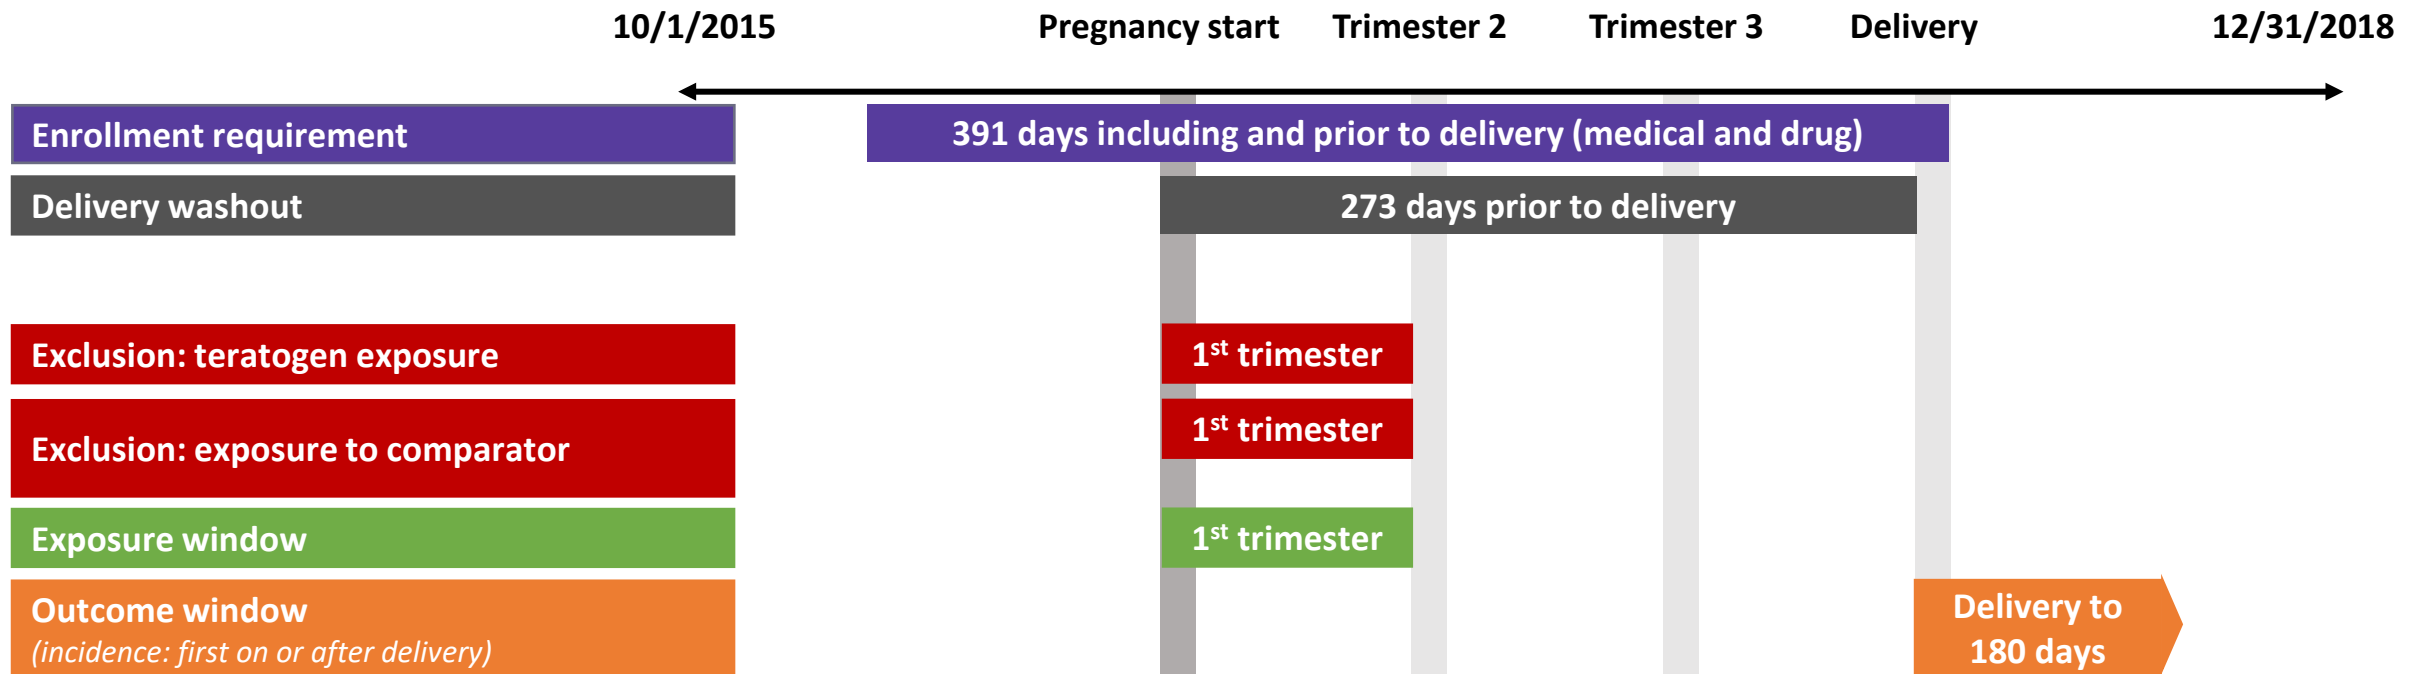 10/1/2015 Pregnancy start Trimester 2 Trimester 3 Delivery 12/31/2018
Enrollment requirement
391 days including and prior to delivery (medical and drug)
Delivery washout
273 days prior to delivery
Exclusion: teratogen exposure
1st trimester
Exclusion: exposure to comparator
1st trimester
Exposure window
1st trimester
Outcome window
(incidence: first on or after delivery)
Delivery to
180 days